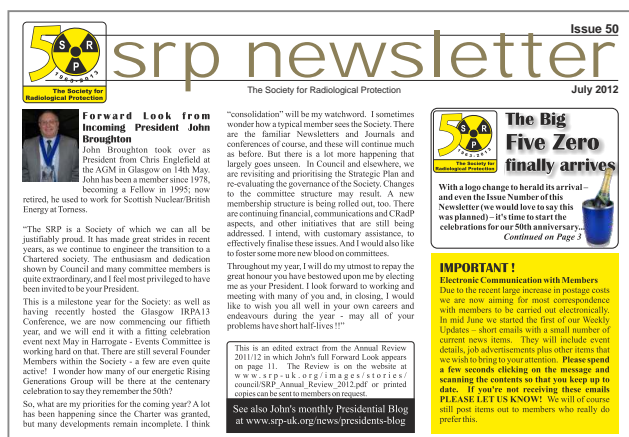 Issue 50
50 SRP
1963-2013
The Society for
Radiological Protection
srp newsletter
The Society for Radiological Protection
July 2012
Forward Look from
Incoming President John
Broughton
John Broughton took over as
President from Chris Englefield at
the AGM in Glasgow on 14th May.
John has been a member since 1978,
becoming a Fellow in 1995; now
retired, he used to work for Scottish Nuclear/British
Energy at Torness.
“The SRP is a Society of which we can all be
justifiably proud. It has made great strides in recent
years, as we continue to engineer the transition to a
Chartered society. The enthusiasm and dedication
shown by Council and many committee members is
quite extraordinary, and I feel most privileged to have
been invited to be your President.
This is a milestone year for the Society: as well as
having recently hosted the Glasgow IRPA13
Conference, we are now commencing our fiftieth
year, and we will end it with a fitting celebration
event next May in Harrogate - Events Committee is
working hard on that. There are still several Founder
Members within the Society - a few are even quite
active! I wonder how many of our energetic Rising
Generations Group will be there at the centenary
celebration to say they remember the 50th?
So, what are my priorities for the coming year? A lot
has been happening since the Charter was granted,
but many developments remain incomplete. I think
“consolidation” will be my watchword. I sometimes
wonder how a typical member sees the Society. There
are the familiar Newsletters and Journals and
conferences of course, and these will continue much
as before. But there is a lot more happening that
largely goes unseen. In Council and elsewhere, we
are revisiting and prioritising the Strategic Plan and
re-evaluating the governance of the Society. Changes
to the committee structure may result. A new
membership structure is being rolled out, too. There
are continuing financial, communications and CRadP
aspects, and other initiatives that are still being
addressed. I intend, with customary assistance, to
effectively finalise these issues. And I would also like
to foster some more new blood on committees.
Throughout my year, I will do my utmost to repay the
great honour you have bestowed upon me by electing
me as your President. I look forward to working and
meeting with many of you and, in closing, I would
like to wish you all well in your own careers and
endeavours during the year - may all of your
problems have short half-lives !!”
This is an edited extract from the Annual Review
2011/12 in which John's full Forward Look appears
on page 11. The Review is on the website at
www.srp-uk.org/images/stories/
council/SRP_Annual_Review_2012.pdf or printed
copies can be sent to members on request.
See also John's monthly Presidential Blog
at www.srp-uk.org/news/presidents-blog
50 SRP
1963-2013
The Society for
Radiological Protection
The Big
Five Zero
finally arrives
With a logo change to herald its arrival –
and even the Issue Number of this
Newsletter (we would love to say this
was planned) – it's time to start the
celebrations for our 50th anniversary...
Continued on Page 3
IMPORTANT !
Electronic Communication with Members
Due to the recent large increase in postage costs
we are now aiming for most correspondence
with members to be carried out electronically.
In mid June we started the first of our Weekly
Updates – short emails with a small number of
current news items. They will include event
details, job advertisements plus other items that
we wish to bring to your attention. Please spend
a few seconds clicking on the message and
scanning the contents so that you keep up to
date. If you're not receiving these emails
PLEASE LET US KNOW! We will of course
still post items out to members who really do
prefer this.